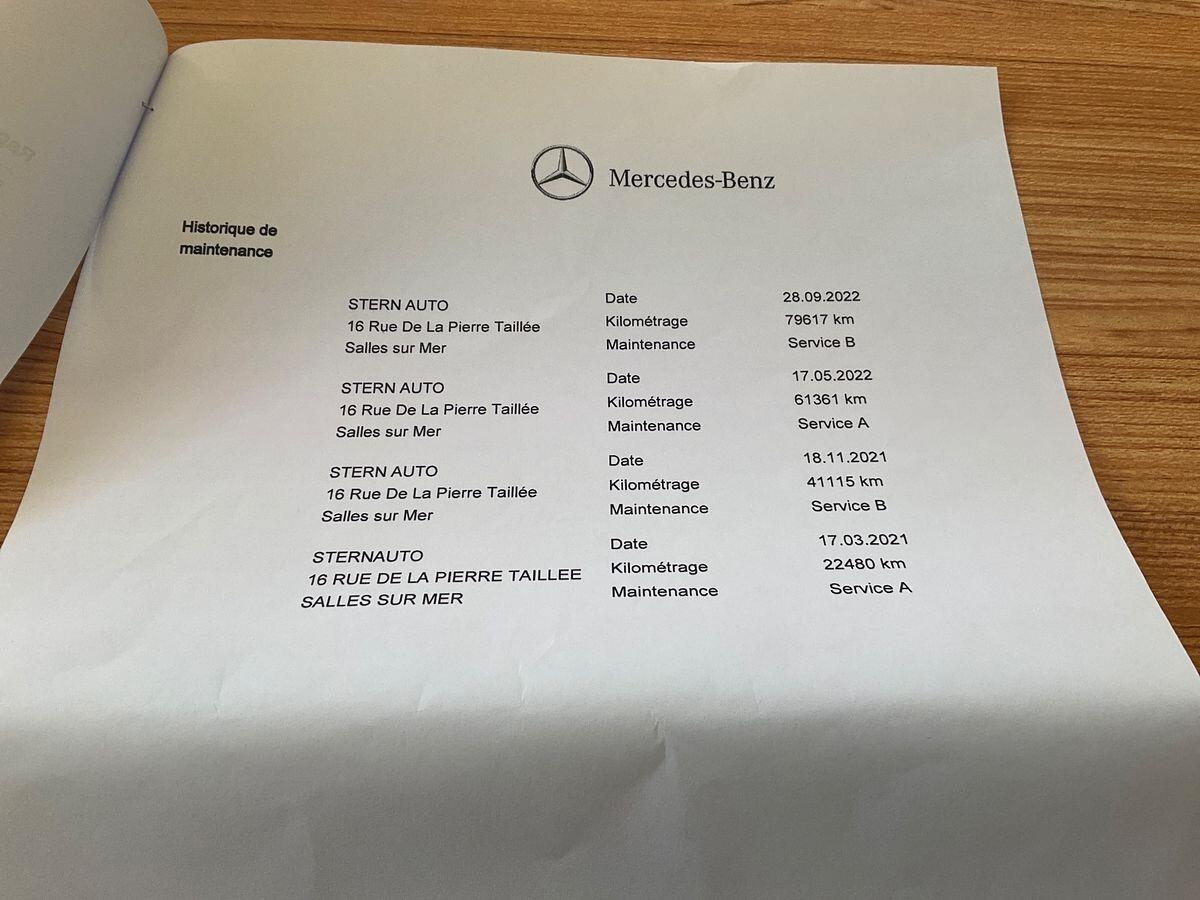 Mercedes-Benz
Historique de
maintenance
STERN AUTO Date 28.09.2022
16 Rue De La Pierre Taillée Kilométrage 79617 km
Salles sur Mer Maintenance Service B
STERN AUTO Date 17.05.2022
16 Rue De La Pierre Taillée Kilométrage 61361 km
Salles sur Mer Maintenance Service A
STERN AUTO Date 18.11.2021
16 Rue De La Pierre Taillée Kilométrage 41115 km
Salles sur Mer Maintenance Service B
STERNAUTO Date 17.03.2021
16 RUE DE LA PIERRE TAILLEE Kilométrage 22480 km
SALLES SUR MER Maintenance Service A